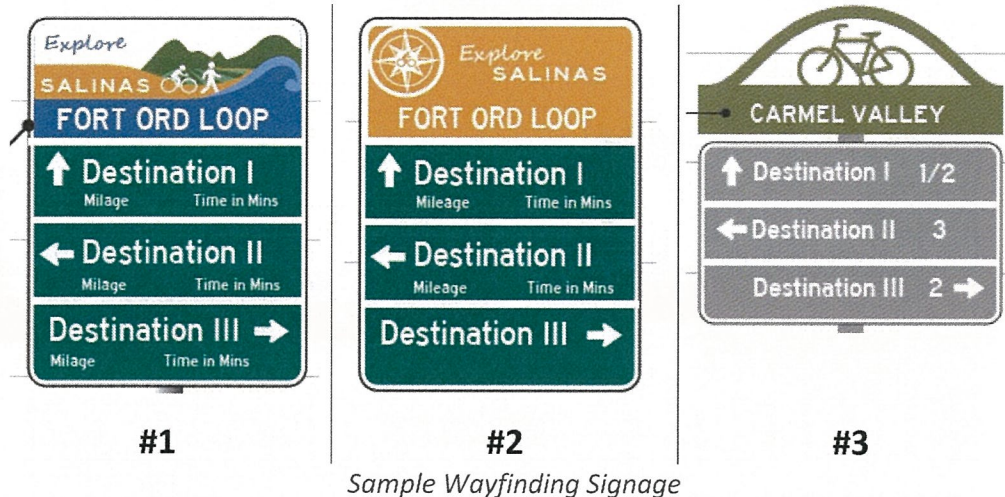 Explore
SALINAS
FORT ORD LOOP
Destination I
Milage Time in Mins
Destination II
Milage Time in Mins
Destination III
Milage Time in Mins
#1
Explore
SALINAS
FORT ORD LOOP
Destination I
Mileage Time in Mins
Destination II
Mileage Time in Mins
Destination III
#2
CARMEL VALLEY
Destination I 1/2
Destination II 3
Destination III 2
#3
Sample Wayfinding Signage